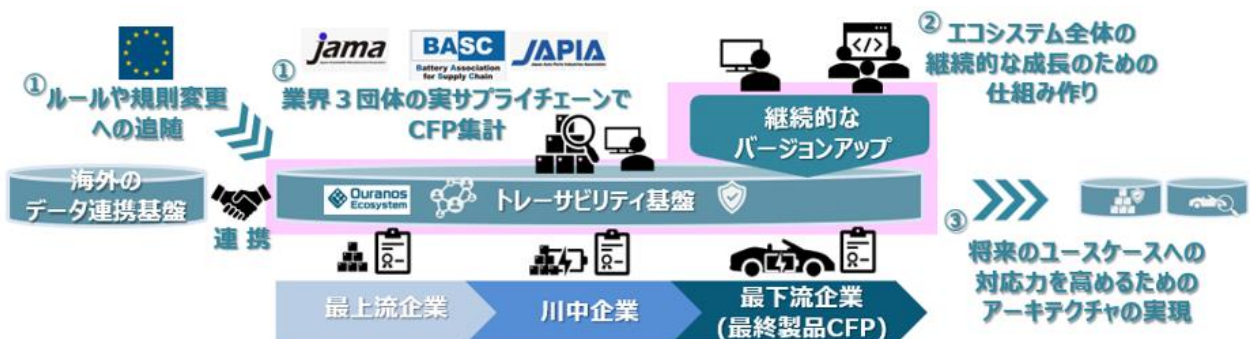 ①
ルールや規則変更
への追随
jama
BASC
Battery Association
for Supply Chain
JAPIA
Japan Auto Parts Industries Association
①
業界３団体の実サプライチェーンで
CFP集計
</>
②
エコシステム全体の
継続的な成長のための
仕組み作り
継続的な
バージョンアップ
海外の
データ連携基盤
連 携
Ouranos
Ecosystem
トレーサビリティ基盤
③
将来のユースケースへの
対応力を高めるための
アーキテクチャの実現
最上流企業
川中企業
最下流企業
(最終製品CFP)